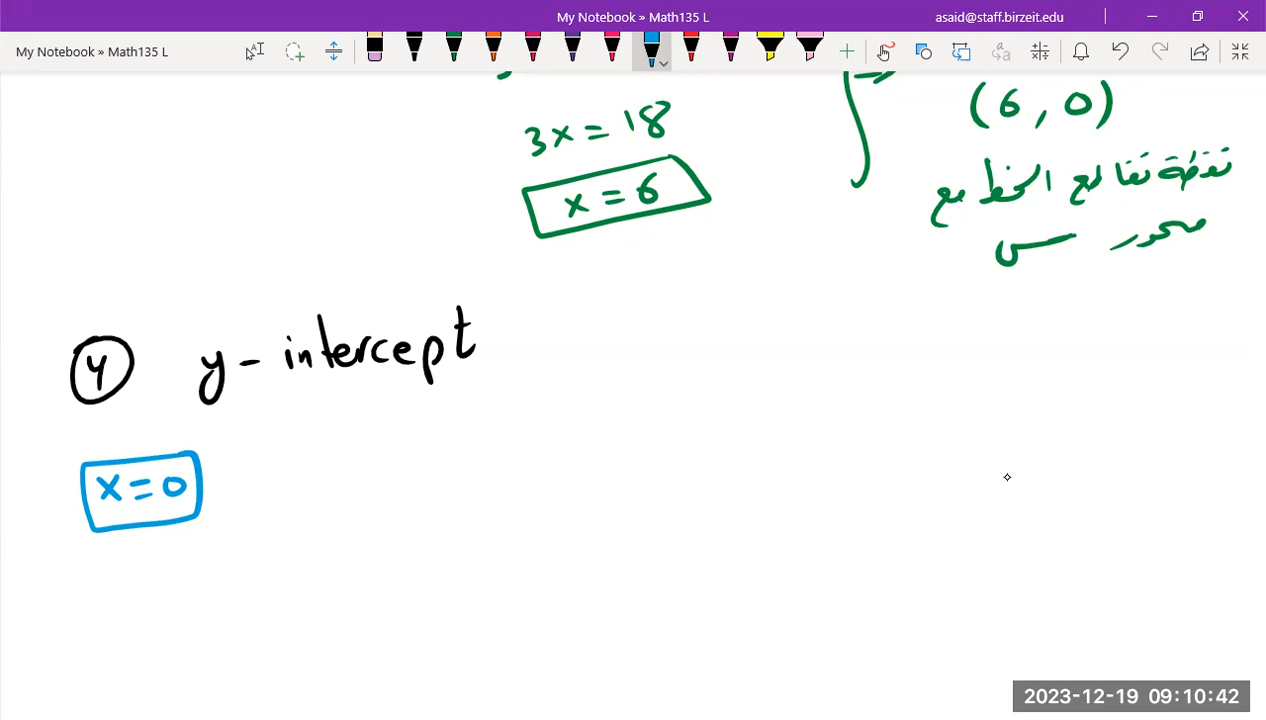 My Notebook » Math135 L
asaid@staff.birzeit.edu
My Notebook » Math135 L
3x = 18
x = 6
(6, 0)
نقطة تقاطع الخط مع
محور س
4 y-intercept
x = 0
2023-12-19 09:10:42